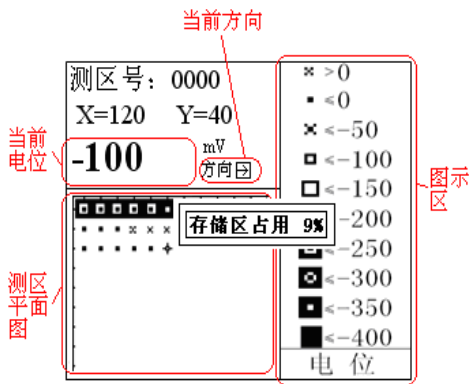 当前方向
测区号：0000
X=120 Y=40
当前
电位
-100 mV
方向
测区
平面
图
存储区占用 9%
>0
≤0
≤-50
≤-100
≤-150
-200
≤-250
≤-300
≤-350
≤-400
电位
图示
区